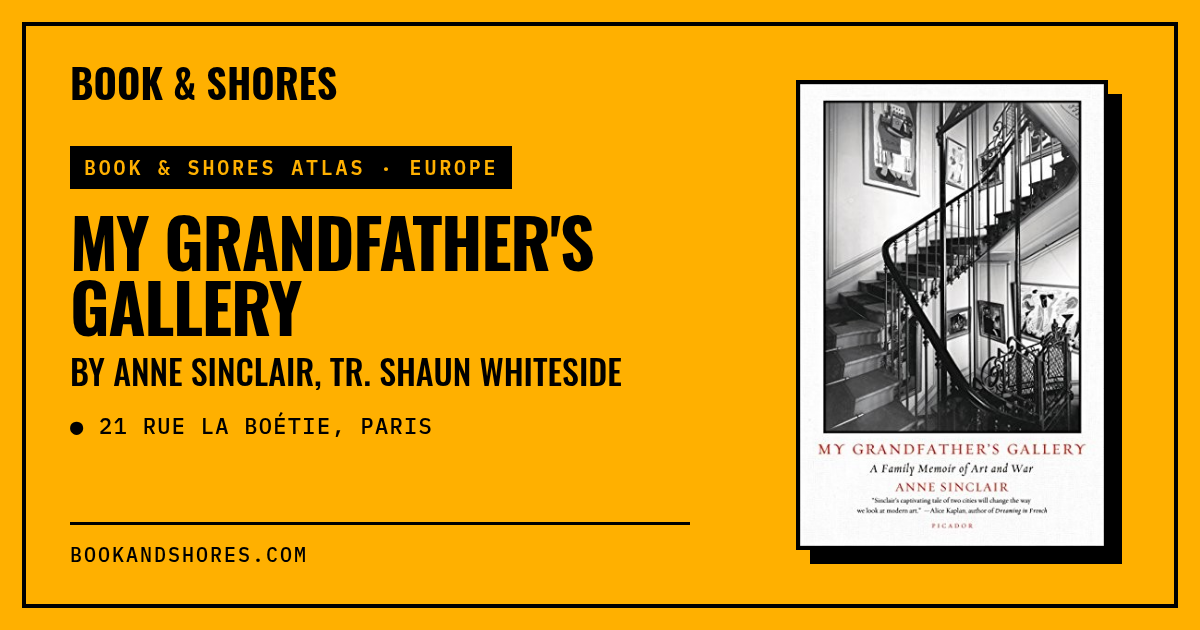 BOOK & SHORES
BOOK & SHORES ATLAS · EUROPE
MY GRANDFATHER'S
GALLERY
BY ANNE SINCLAIR, TR. SHAUN WHITESIDE
21 RUE LA BOÉTIE, PARIS
BOOKANDSHORES.COM
MY GRANDFATHER'S GALLERY
A Family Memoir of Art and War
ANNE SINCLAIR
"Sinclair's captivating tale of two cities will change the way
we look at modern art." —Alice Kaplan, author of Dreaming in French
PICADOR